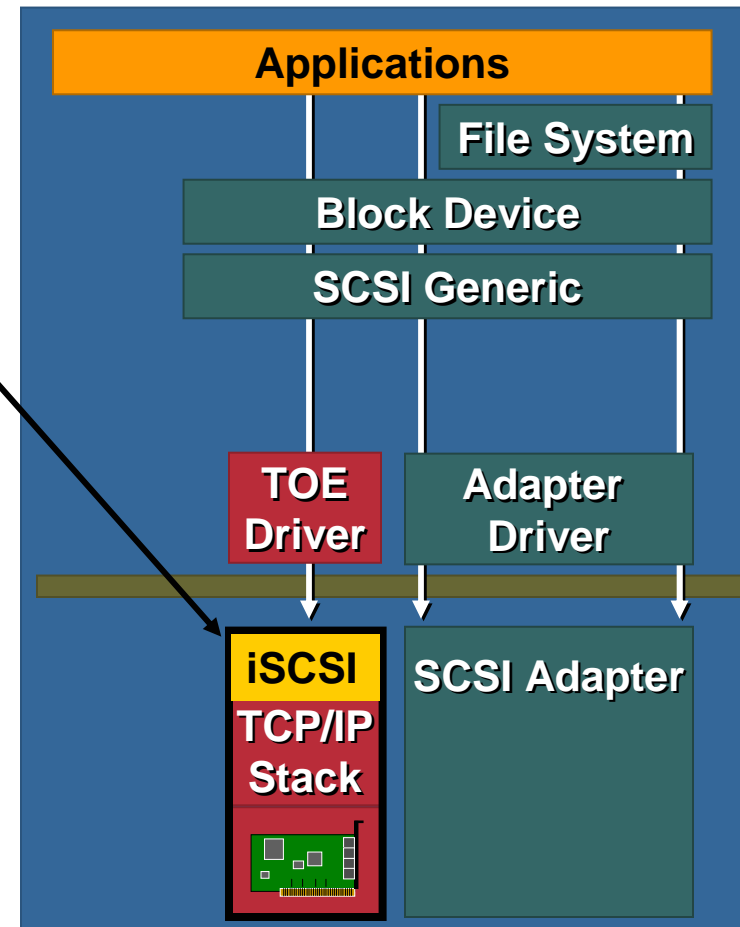 Applications
File System
Block Device
SCSI Generic
TOE
Driver
Adapter
Driver
iSCSI
TCP/IP
Stack
SCSI Adapter